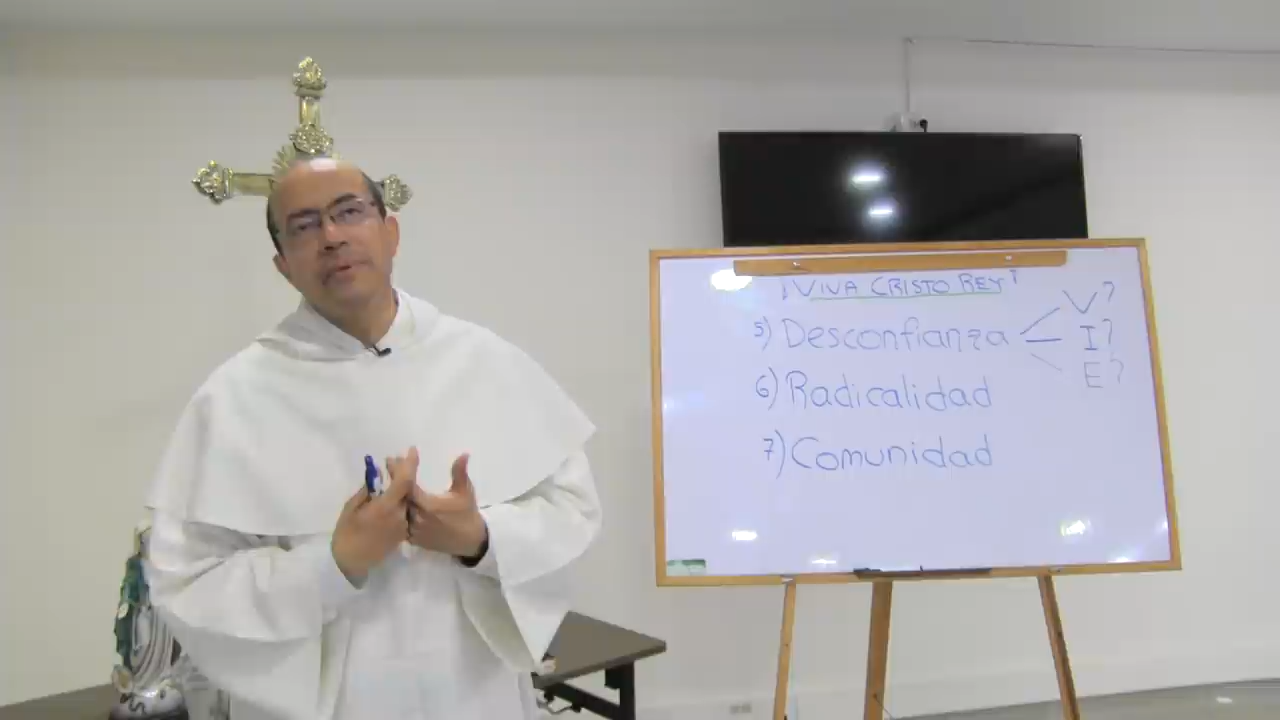 ¡VIVA CRISTO REY!
5) Desconfianza V?
I?
E?
6) Radicalidad
7) Comunidad